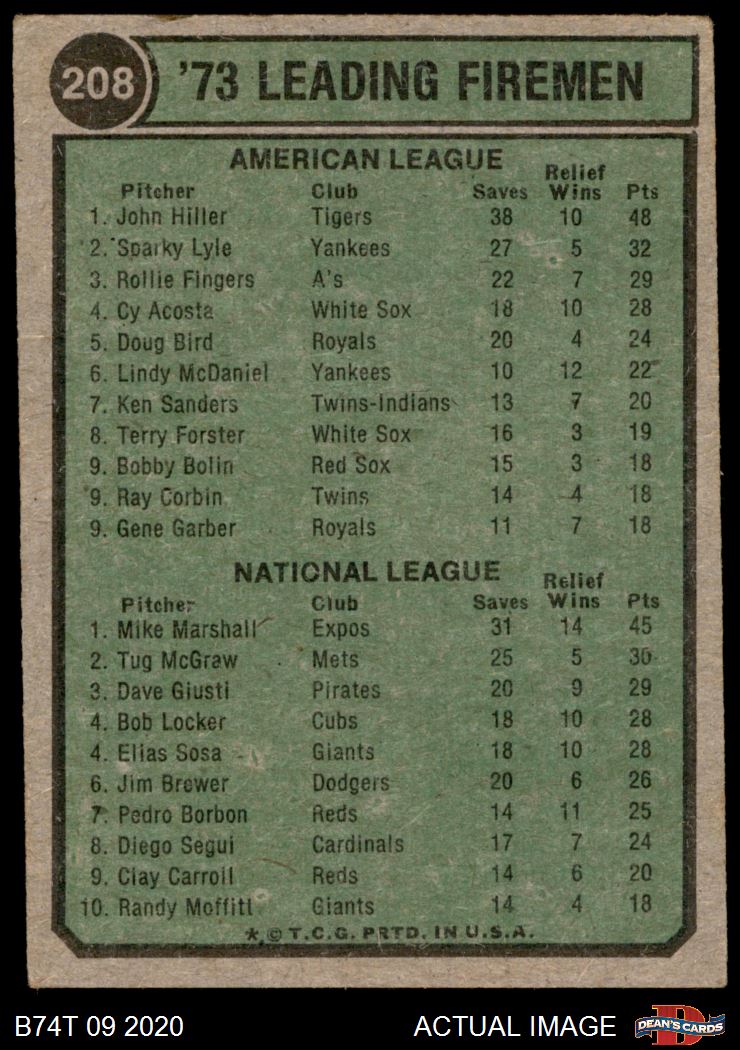 208 '73 LEADING FIREMEN
AMERICAN LEAGUE
Pitcher Club Saves Relief Wins Pts
1. John Hiller Tigers 38 10 48
2. Sparky Lyle Yankees 27 5 32
3. Rollie Fingers A's 22 7 29
4. Cy Acosta White Sox 18 10 28
5. Doug Bird Royals 20 4 24
6. Lindy McDaniel Yankees 10 12 22
7. Ken Sanders Twins-Indians 13 7 20
8. Terry Forster White Sox 16 3 19
9. Bobby Bolin Red Sox 15 3 18
9. Ray Corbin Twins 14 4 18
9. Gene Garber Royals 11 7 18
NATIONAL LEAGUE
Pitcher Club Saves Relief Wins Pts
1. Mike Marshall Expos 31 14 45
2. Tug McGraw Mets 25 5 30
3. Dave Giusti Pirates 20 9 29
4. Bob Locker Cubs 18 10 28
4. Elias Sosa Giants 18 10 28
6. Jim Brewer Dodgers 20 6 26
7. Pedro Borbon Reds 14 11 25
8. Diego Segui Cardinals 17 7 24
9. Clay Carroll Reds 14 6 20
10. Randy Moffitt Giants 14 4 18
* © T.C.G. PRTD. IN U.S.A.
B74T 09 2020 ACTUAL IMAGE DEAN'S CARDS